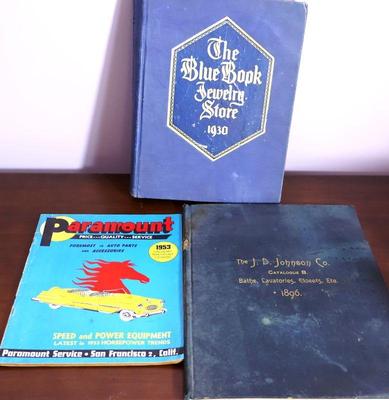 The
Blue Book
Jewelry
Store
1930
Paramount
PRICE - QUALITY - SERVICE
FOREMOST in AUTO PARTS
and ACCESSORIES
1953
SPEED and POWER EQUIPMENT
LATEST in 1953 HORSEPOWER TRENDS
Paramount Service • San Francisco 2, Calif.
The J. D. Johnson Co.
CATALOGUE B.
Baths, Lavatories, Closets, Etc.
1896.